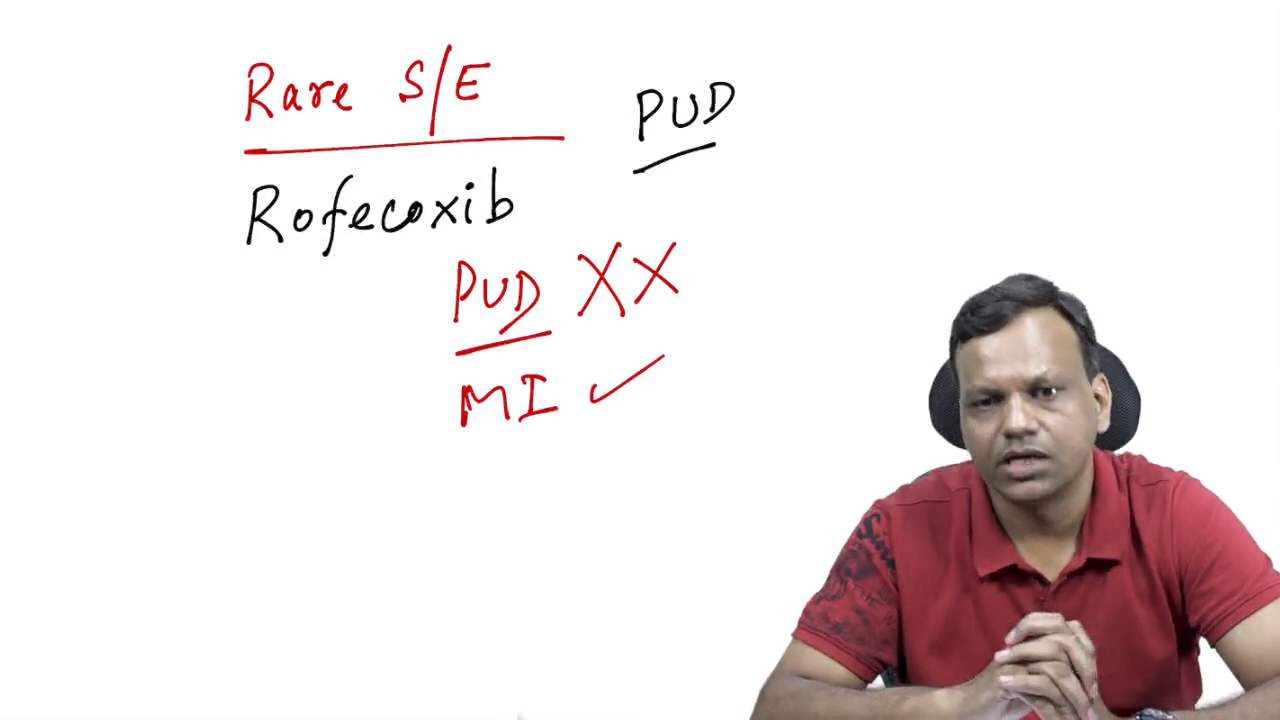 Rare S/E
PUD
Rofecoxib
PUD XX
MI ✓